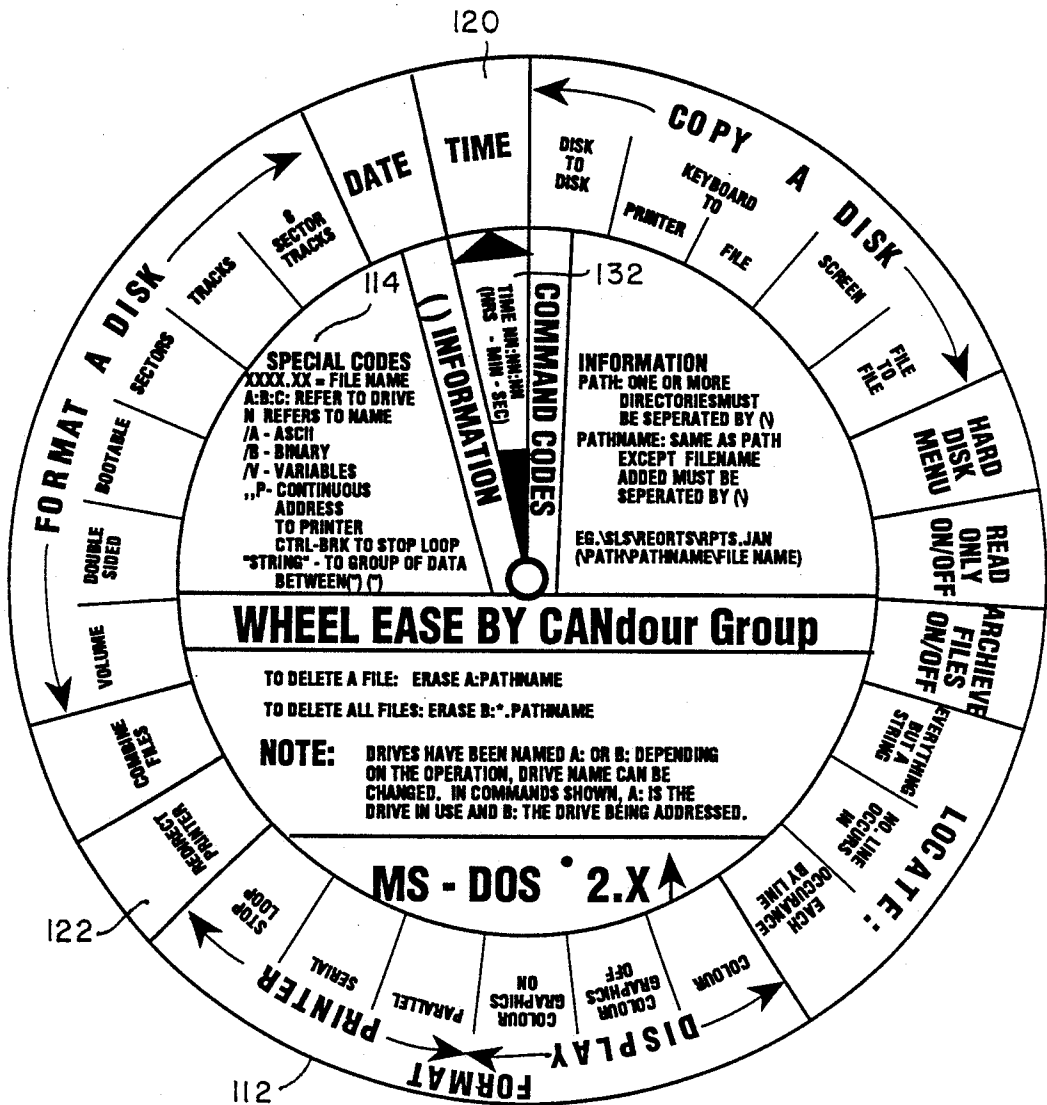 120
TIME
COPY A DISK
DISK
TO
DISK
KEYBOARD
TO
PRINTER
FILE
SCREEN
FILE
TO
FILE
HARD
DISK
MENU
READ
ONLY
ON/OFF
ARCHIEVE
FILES
ON/OFF
LOCATE:
EVERYTHING
BUT A
STRING
NO. LINE
OCCURS
IN
EACH
OCCURANCE
BY LINE
FORMAT
DISPLAY
COLOUR
COLOUR
GRAPHICS
OFF
COLOUR
GRAPHICS
ON
PRINTER
PARALLEL
SERIAL
STOP
LOOP
112
122
REDIRECT
PRINTER
COMBINE
FILES
FORMAT A DISK
VOLUME
DOUBLE
SIDED
BOOTABLE
SECTORS
TRACKS
8
SECTOR
TRACKS
DATE
114
132
SPECIAL CODES
XXXX.XX = FILE NAME
A:B:C: REFER TO DRIVE
N REFERS TO NAME
/A - ASCII
/B - BINARY
/V - VARIABLES
,,P- CONTINUOUS
ADDRESS
TO PRINTER
CTRL-BRK TO STOP LOOP
"STRING" - TO GROUP OF DATA
BETWEEN(") (")
( ) INFORMATION
TIME NN:NN:NN
(HRS - MIN - SEC)
COMMAND CODES
INFORMATION
PATH: ONE OR MORE
DIRECTORIESMUST
BE SEPERATED BY (\)
PATHNAME: SAME AS PATH
EXCEPT FILENAME
ADDED MUST BE
SEPERATED BY (\)
EG.\SLS\REORTS\RPTS.JAN
(\PATH\PATHNAME\FILE NAME)
WHEEL EASE BY CANdour Group
TO DELETE A FILE: ERASE A:PATHNAME
TO DELETE ALL FILES: ERASE B:*.PATHNAME
NOTE: DRIVES HAVE BEEN NAMED A: OR B: DEPENDING
ON THE OPERATION, DRIVE NAME CAN BE
CHANGED. IN COMMANDS SHOWN, A: IS THE
DRIVE IN USE AND B: THE DRIVE BEING ADDRESSED.
MS - DOS 2.X